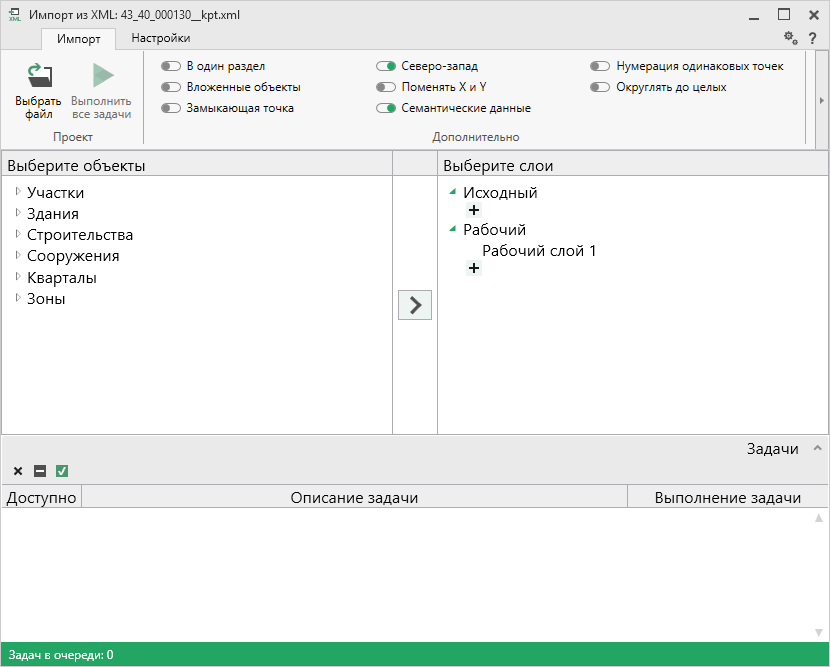 XML Импорт из XML: 43_40_000130__kpt.xml
Импорт Настройки ?
Выбрать файл
Выполнить все задачи
Проект
В один раздел
Вложенные объекты
Замыкающая точка
Северо-запад
Поменять X и Y
Семантические данные
Нумерация одинаковых точек
Округлять до целых
Дополнительно
Выберите объекты
Участки
Здания
Строительства
Сооружения
Кварталы
Зоны
Выберите слои
Исходный
+
Рабочий
Рабочий слой 1
+
Задачи
Доступно Описание задачи Выполнение задачи
Задач в очереди: 0